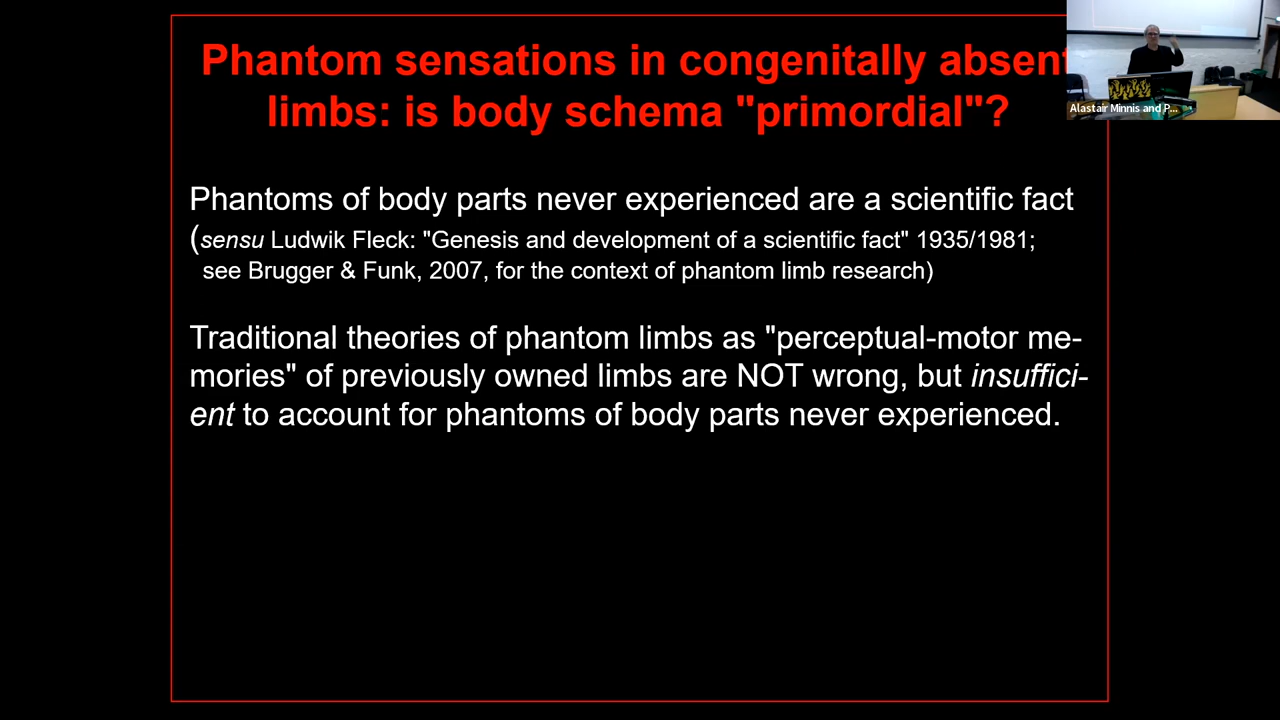 Phantom sensations in congenitally absent
limbs: is body schema "primordial"?
Alastair Minnis and P...
Phantoms of body parts never experienced are a scientific fact
(sensu Ludwik Fleck: "Genesis and development of a scientific fact" 1935/1981;
see Brugger & Funk, 2007, for the context of phantom limb research)
Traditional theories of phantom limbs as "perceptual-motor me-
mories" of previously owned limbs are NOT wrong, but insuffici-
ent to account for phantoms of body parts never experienced.